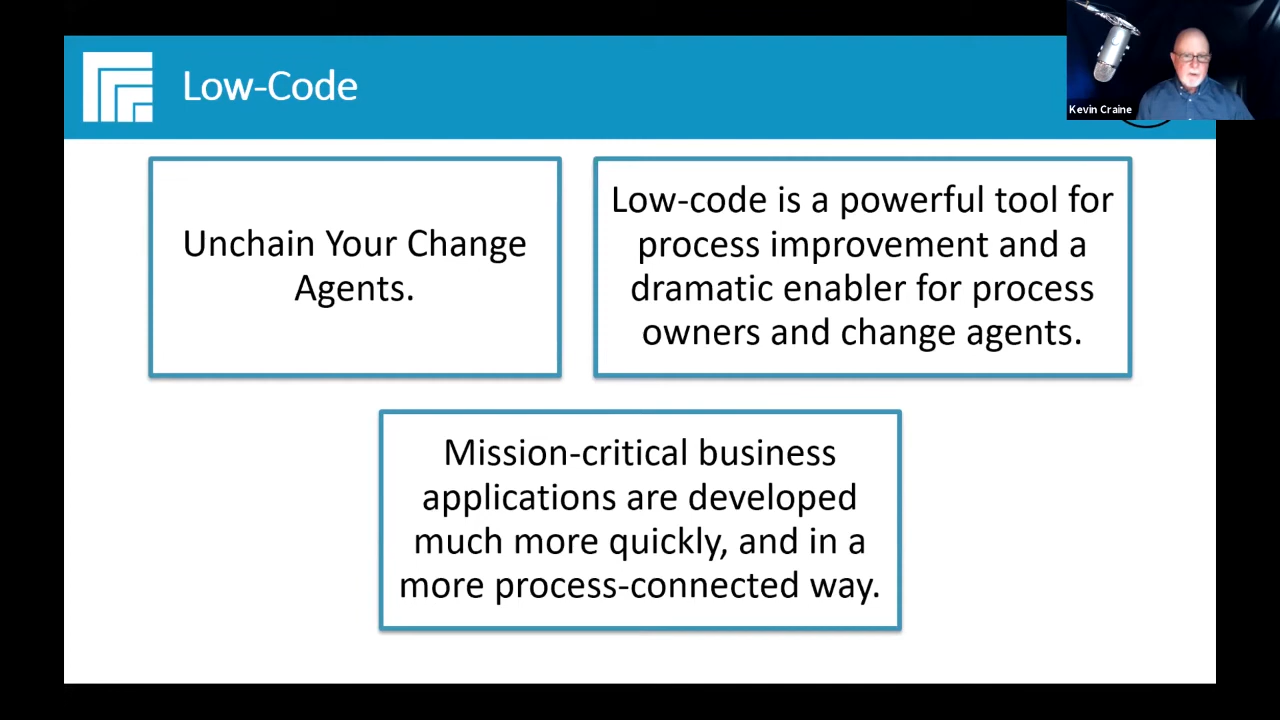 Low-Code
Kevin Craine
Unchain Your Change
Agents.
Low-code is a powerful tool for
process improvement and a
dramatic enabler for process
owners and change agents.
Mission-critical business
applications are developed
much more quickly, and in a
more process-connected way.